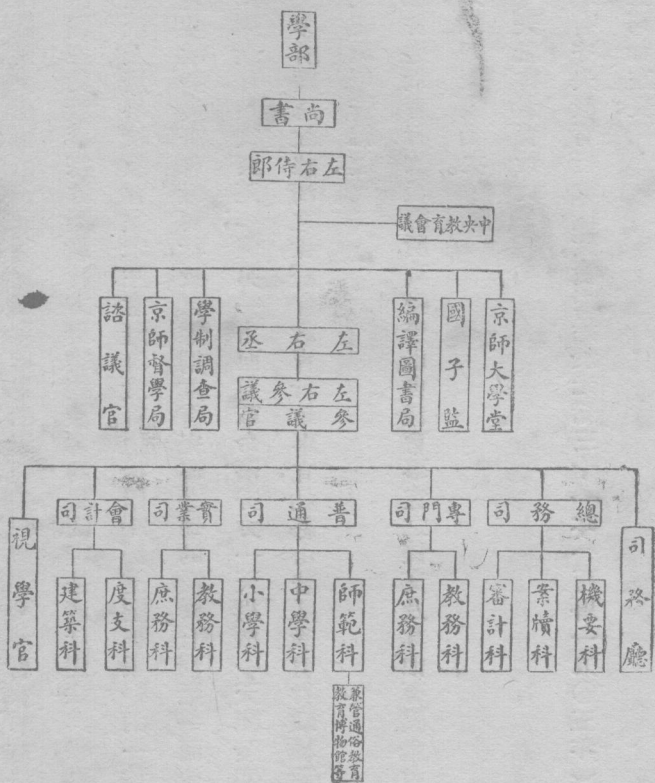 學部
尚書
左右侍郎
中央教育會議
京師大學堂
國子監
編譯圖書局
左右丞
左右參議
參議官
學制調查局
京師督學局
諮議官
司務廳
總務司
專門司
普通司
實業司
會計司
視學官
機要科
案牘科
審計科
教務科
庶務科
師範科
中學科
小學科
教務科
庶務科
度支科
建築科
兼管通俗教育
教育博物館等